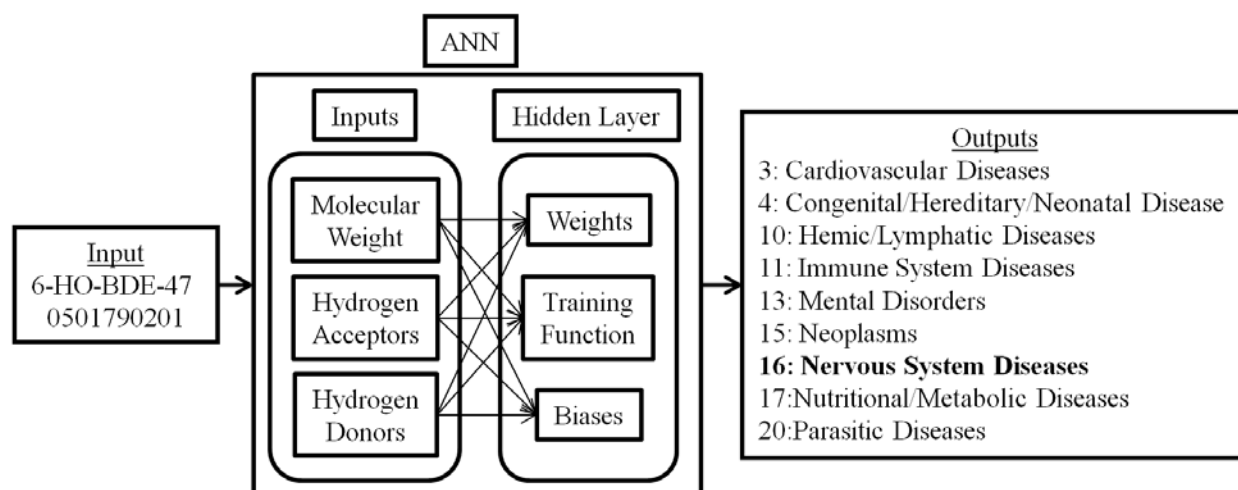 ANN
Input
6-HO-BDE-47
0501790201
Inputs
Molecular
Weight
Hydrogen
Acceptors
Hydrogen
Donors
Hidden Layer
Weights
Training
Function
Biases
Outputs
3: Cardiovascular Diseases
4: Congenital/Hereditary/Neonatal Disease
10: Hemic/Lymphatic Diseases
11: Immune System Diseases
13: Mental Disorders
15: Neoplasms
16: Nervous System Diseases
17:Nutritional/Metabolic Diseases
20:Parasitic Diseases